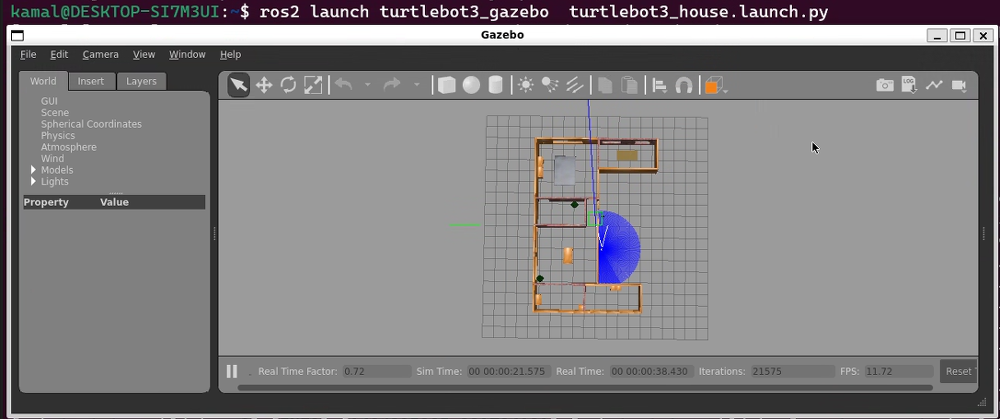 kamal@DESKTOP-SI7M3UI:~$ ros2 launch turtlebot3_gazebo  turtlebot3_house.launch.py
Gazebo
File Edit Camera View Window Help
World Insert Layers
GUI
Scene
Spherical Coordinates
Physics
Atmosphere
Wind
Models
Lights
Property Value
LOG
Real Time Factor: 0.72 Sim Time: 00 00:00:21.575 Real Time: 00 00:00:38.430 Iterations: 21575 FPS: 11.72 Reset T